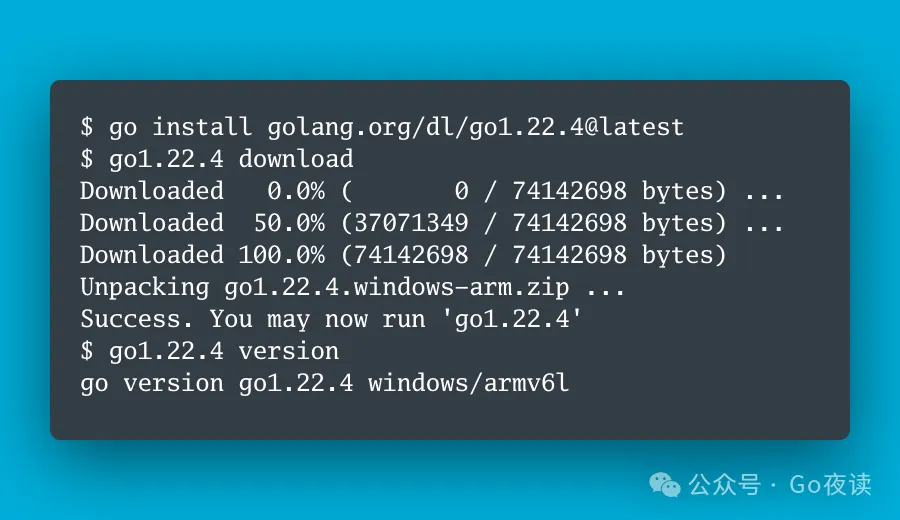 $ go install golang.org/dl/go1.22.4@latest
$ go1.22.4 download
Downloaded   0.0% (       0 / 74142698 bytes) ...
Downloaded  50.0% (37071349 / 74142698 bytes) ...
Downloaded 100.0% (74142698 / 74142698 bytes)
Unpacking go1.22.4.windows-arm.zip ...
Success. You may now run 'go1.22.4'
$ go1.22.4 version
go version go1.22.4 windows/armv6l
公众号 · Go夜读